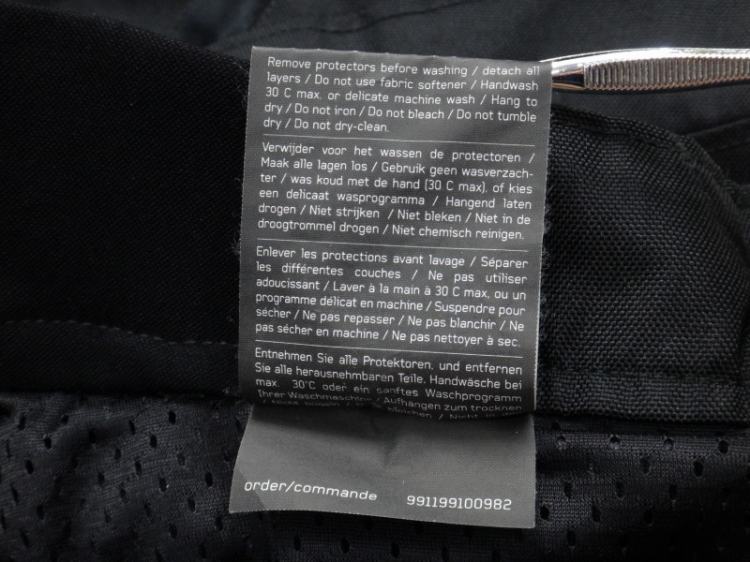 Remove protectors before washing / detach all
layers / Do not use fabric softener / Handwash
30 C max. or delicate machine wash / Hang to
dry / Do not iron / Do not bleach / Do not tumble
dry / Do not dry-clean.
Verwijder voor het wassen de protectoren /
Maak alle lagen los / Gebruik geen wasverzach-
ter / was koud met de hand (30 C max), of kies
een delicaat wasprogramma / Hangend laten
drogen / Niet strijken / Niet bleken / Niet in de
droogtrommel drogen / Niet chemisch reinigen.
Enlever les protections avant lavage / Séparer
les différentes couches / Ne pas utiliser
adoucissant / Laver à la main à 30 C max, ou un
programme délicat en machine / Suspendre pour
sécher / Ne pas repasser / Ne pas blanchir / Ne
pas sécher en machine / Ne pas nettoyer à sec.
Entnehmen Sie alle Protektoren, und entfernen
Sie alle herausnehmbaren Teile. Handwäsche bei
max. 30°C oder ein sanftes Waschprogramm
Ihrer Waschmaschine / Aufhängen zum trocknen
order/commande 991199100982